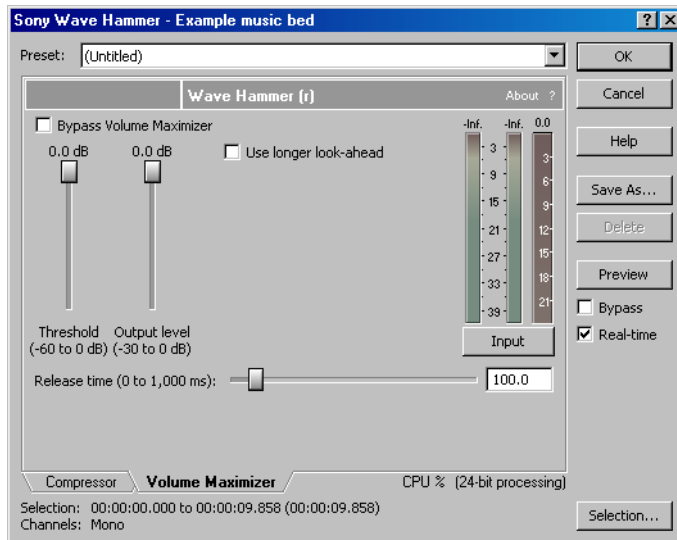 Sony Wave Hammer - Example music bed
Preset: (Untitled)
OK
Wave Hammer (r) About ?
Cancel
Bypass Volume Maximizer
-Inf. -Inf. 0.0
0.0 dB 0.0 dB Use longer look-ahead
Help
3 3
9 6
15 9
21 12
27 15
33 18
39 21
Save As...
Delete
Preview
Bypass
Real-time
Threshold Output level
(-60 to 0 dB) (-30 to 0 dB)
Input
Release time (0 to 1,000 ms): 100.0
Compressor Volume Maximizer CPU % (24-bit processing)
Selection: 00:00:00.000 to 00:00:09.858 (00:00:09.858)
Channels: Mono
Selection...